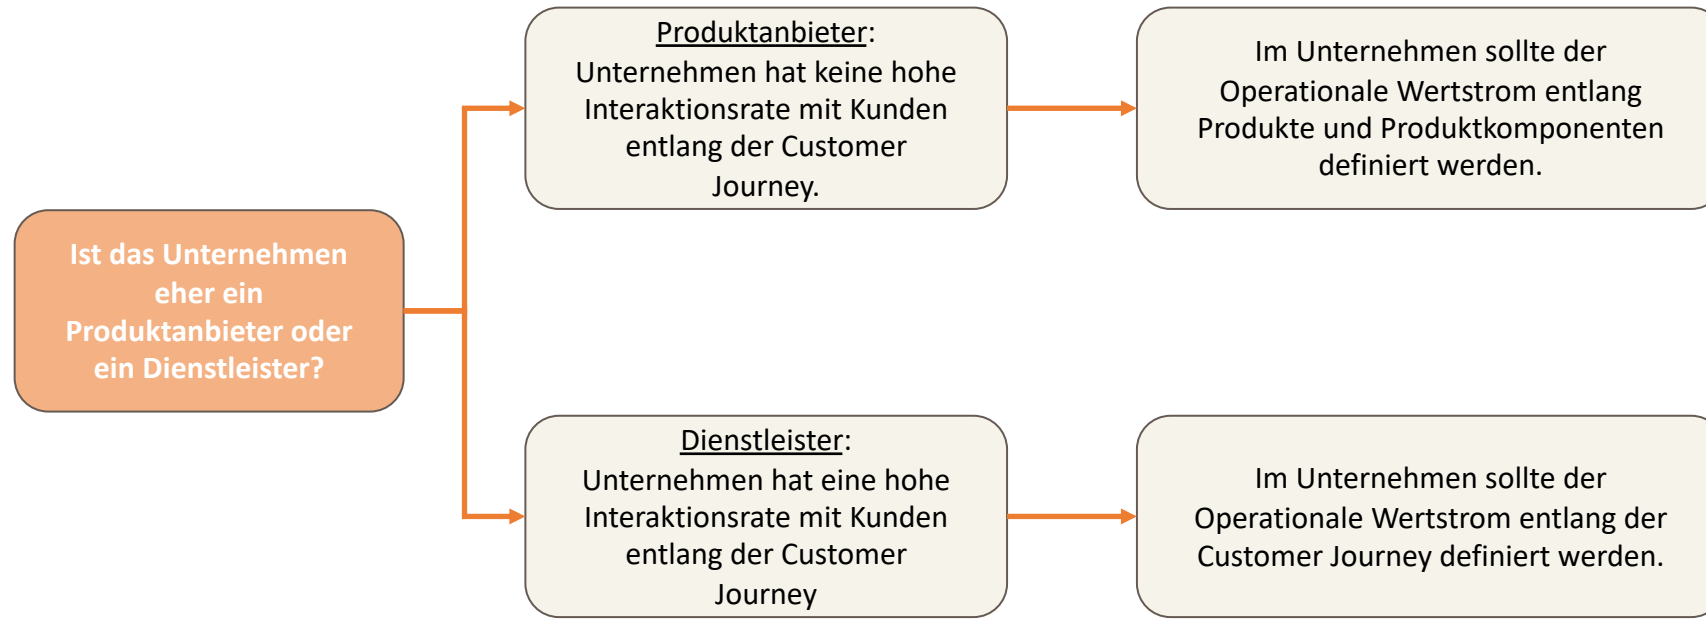 Ist das Unternehmen
eher ein
Produktanbieter oder
ein Dienstleister?
Produktanbieter:
Unternehmen hat keine hohe
Interaktionsrate mit Kunden
entlang der Customer
Journey.
Im Unternehmen sollte der
Operationale Wertstrom entlang
Produkte und Produktkomponenten
definiert werden.
Dienstleister:
Unternehmen hat eine hohe
Interaktionsrate mit Kunden
entlang der Customer
Journey
Im Unternehmen sollte der
Operationale Wertstrom entlang der
Customer Journey definiert werden.